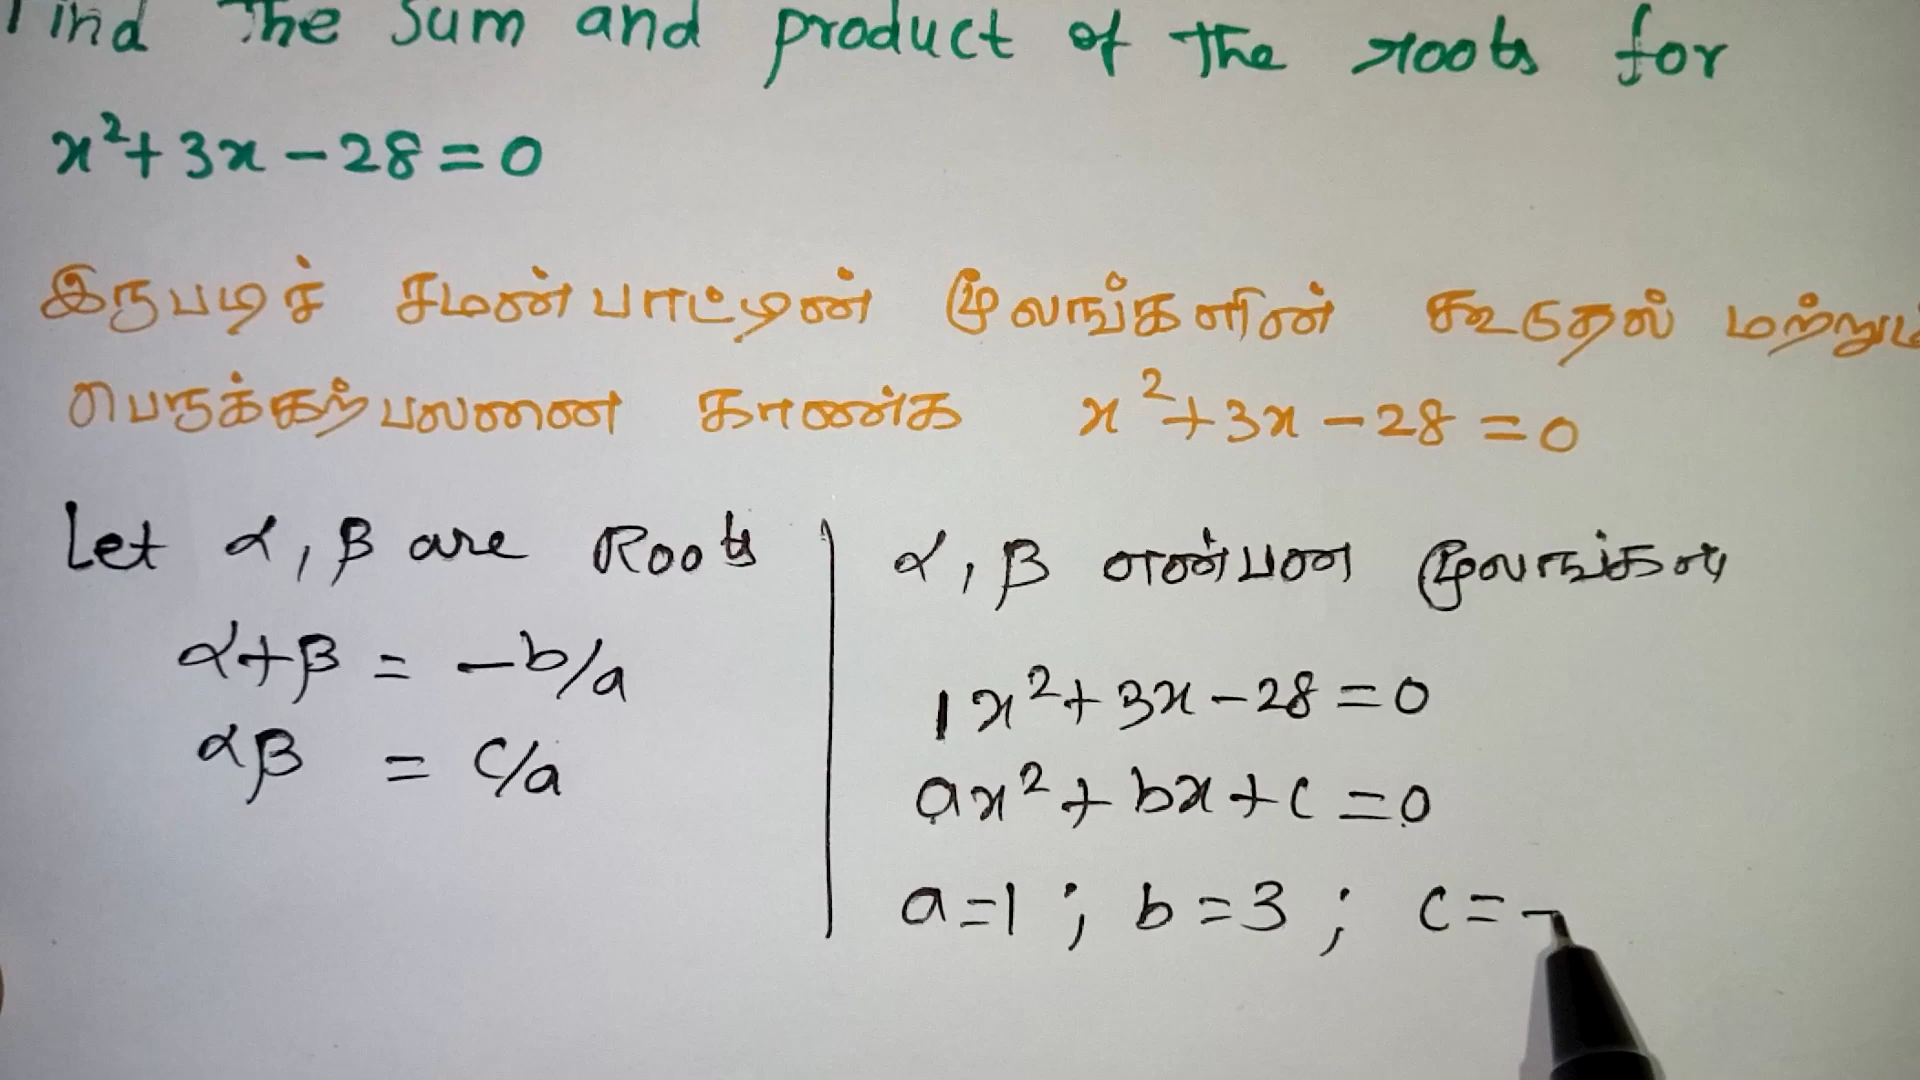 Find The Sum and product of The roots for
x²+3x-28=0
இருபடிச் சமன்பாட்டின் மூலங்களின் கூடுதல் மற்றும்
பெருக்கற்பலனை காண்க x²+3x-28=0
Let α, β are Roots
α+β = -b/a
αβ = c/a
α, β என்பன மூலங்கள்
1x²+3x-28=0
ax²+bx+c=0
a=1; b=3; c=-